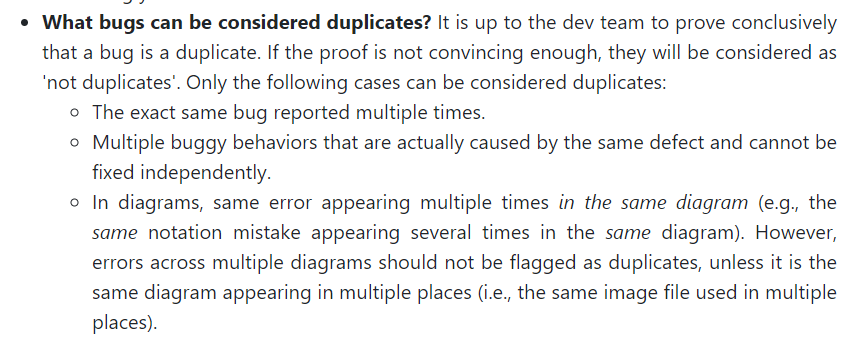 • What bugs can be considered duplicates? It is up to the dev team to prove conclusively
that a bug is a duplicate. If the proof is not convincing enough, they will be considered as
'not duplicates'. Only the following cases can be considered duplicates:
◦ The exact same bug reported multiple times.
◦ Multiple buggy behaviors that are actually caused by the same defect and cannot be
fixed independently.
◦ In diagrams, same error appearing multiple times in the same diagram (e.g., the
same notation mistake appearing several times in the same diagram). However,
errors across multiple diagrams should not be flagged as duplicates, unless it is the
same diagram appearing in multiple places (i.e., the same image file used in multiple
places).